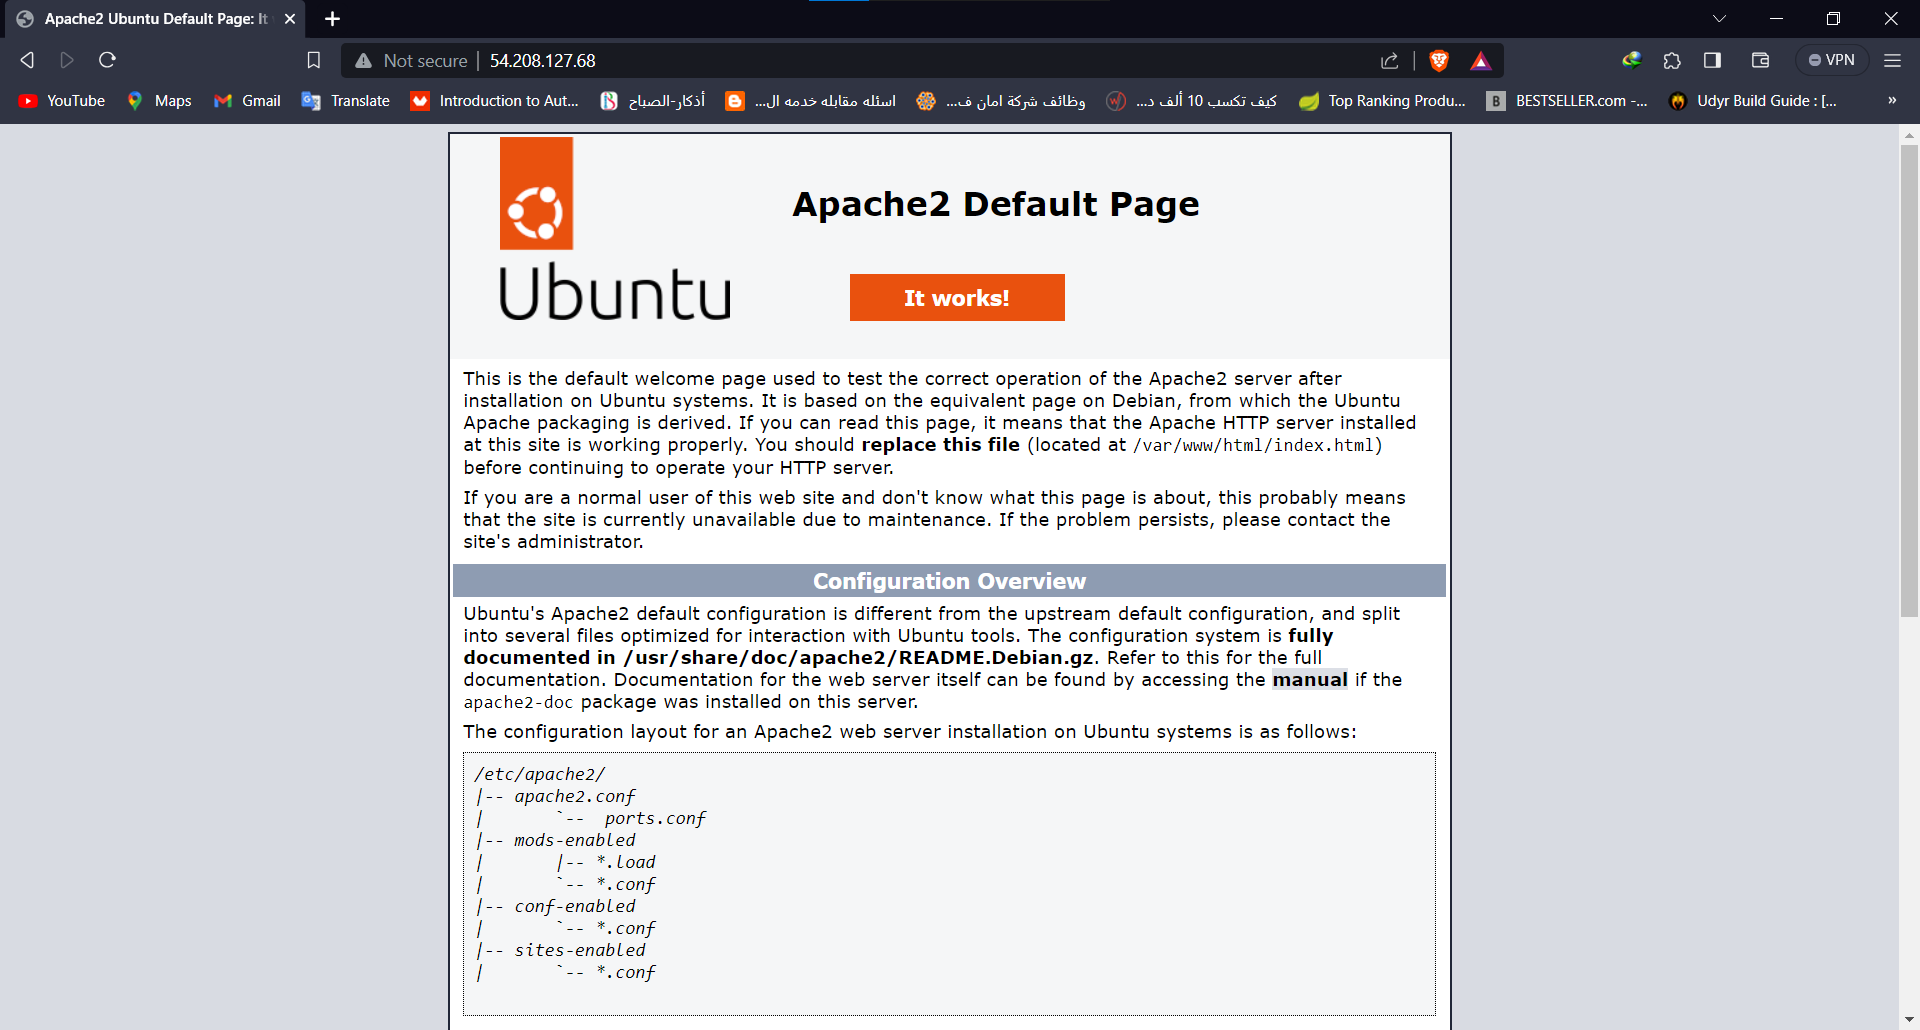 Apache2 Ubuntu Default Page: It
Not secure
54.208.127.68
VPN
YouTube
Maps
Gmail
Translate
Introduction to Aut...
أذكار-الصباح
اسئله مقابله خدمه ال...
وظائف شركة امان ف...
كيف تكسب 10 ألف د...
Top Ranking Produ...
B BESTSELLER.com -...
Udyr Build Guide : [...
»
Ubuntu
Apache2 Default Page
It works!
This is the default welcome page used to test the correct operation of the Apache2 server after
installation on Ubuntu systems. It is based on the equivalent page on Debian, from which the Ubuntu
Apache packaging is derived. If you can read this page, it means that the Apache HTTP server installed
at this site is working properly. You should replace this file (located at /var/www/html/index.html)
before continuing to operate your HTTP server.
If you are a normal user of this web site and don't know what this page is about, this probably means
that the site is currently unavailable due to maintenance. If the problem persists, please contact the
site's administrator.
Configuration Overview
Ubuntu's Apache2 default configuration is different from the upstream default configuration, and split
into several files optimized for interaction with Ubuntu tools. The configuration system is fully
documented in /usr/share/doc/apache2/README.Debian.gz. Refer to this for the full
documentation. Documentation for the web server itself can be found by accessing the manual if the
apache2-doc package was installed on this server.
The configuration layout for an Apache2 web server installation on Ubuntu systems is as follows:
/etc/apache2/
|-- apache2.conf
|       `--  ports.conf
|-- mods-enabled
|       |-- *.load
|       `-- *.conf
|-- conf-enabled
|       `-- *.conf
|-- sites-enabled
|       `-- *.conf